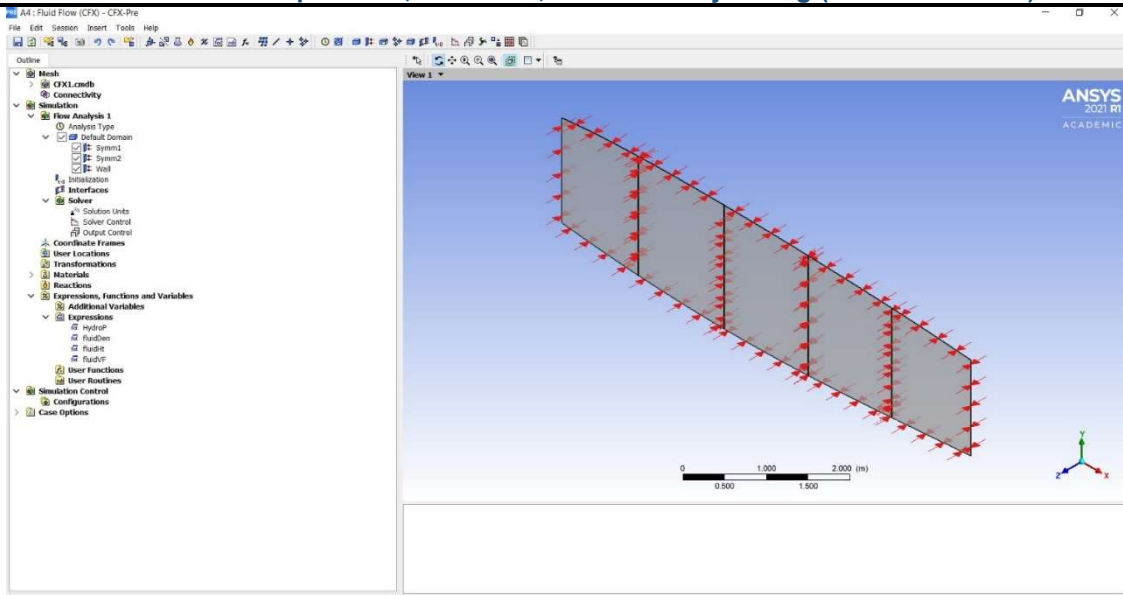 A4 : Fluid Flow (CFX) - CFX-Pre
File Edit Session Insert Tools Help
Outline
Mesh
CFX1.cmdb
Connectivity
Simulation
Flow Analysis 1
Analysis Type
Default Domain
Symm1
Symm2
Wall
Initialization
Interfaces
Solver
Solution Units
Solver Control
Output Control
Coordinate Frames
User Locations
Transformations
Materials
Reactions
Expressions, Functions and Variables
Additional Variables
Expressions
HydroP
fluidDen
fluidHt
fluidVF
User Functions
User Routines
Simulation Control
Configurations
Case Options
View 1
ANSYS
2021 R1
ACADEMIC
0 1.000 2.000 (m)
0.500 1.500
Y
Z X